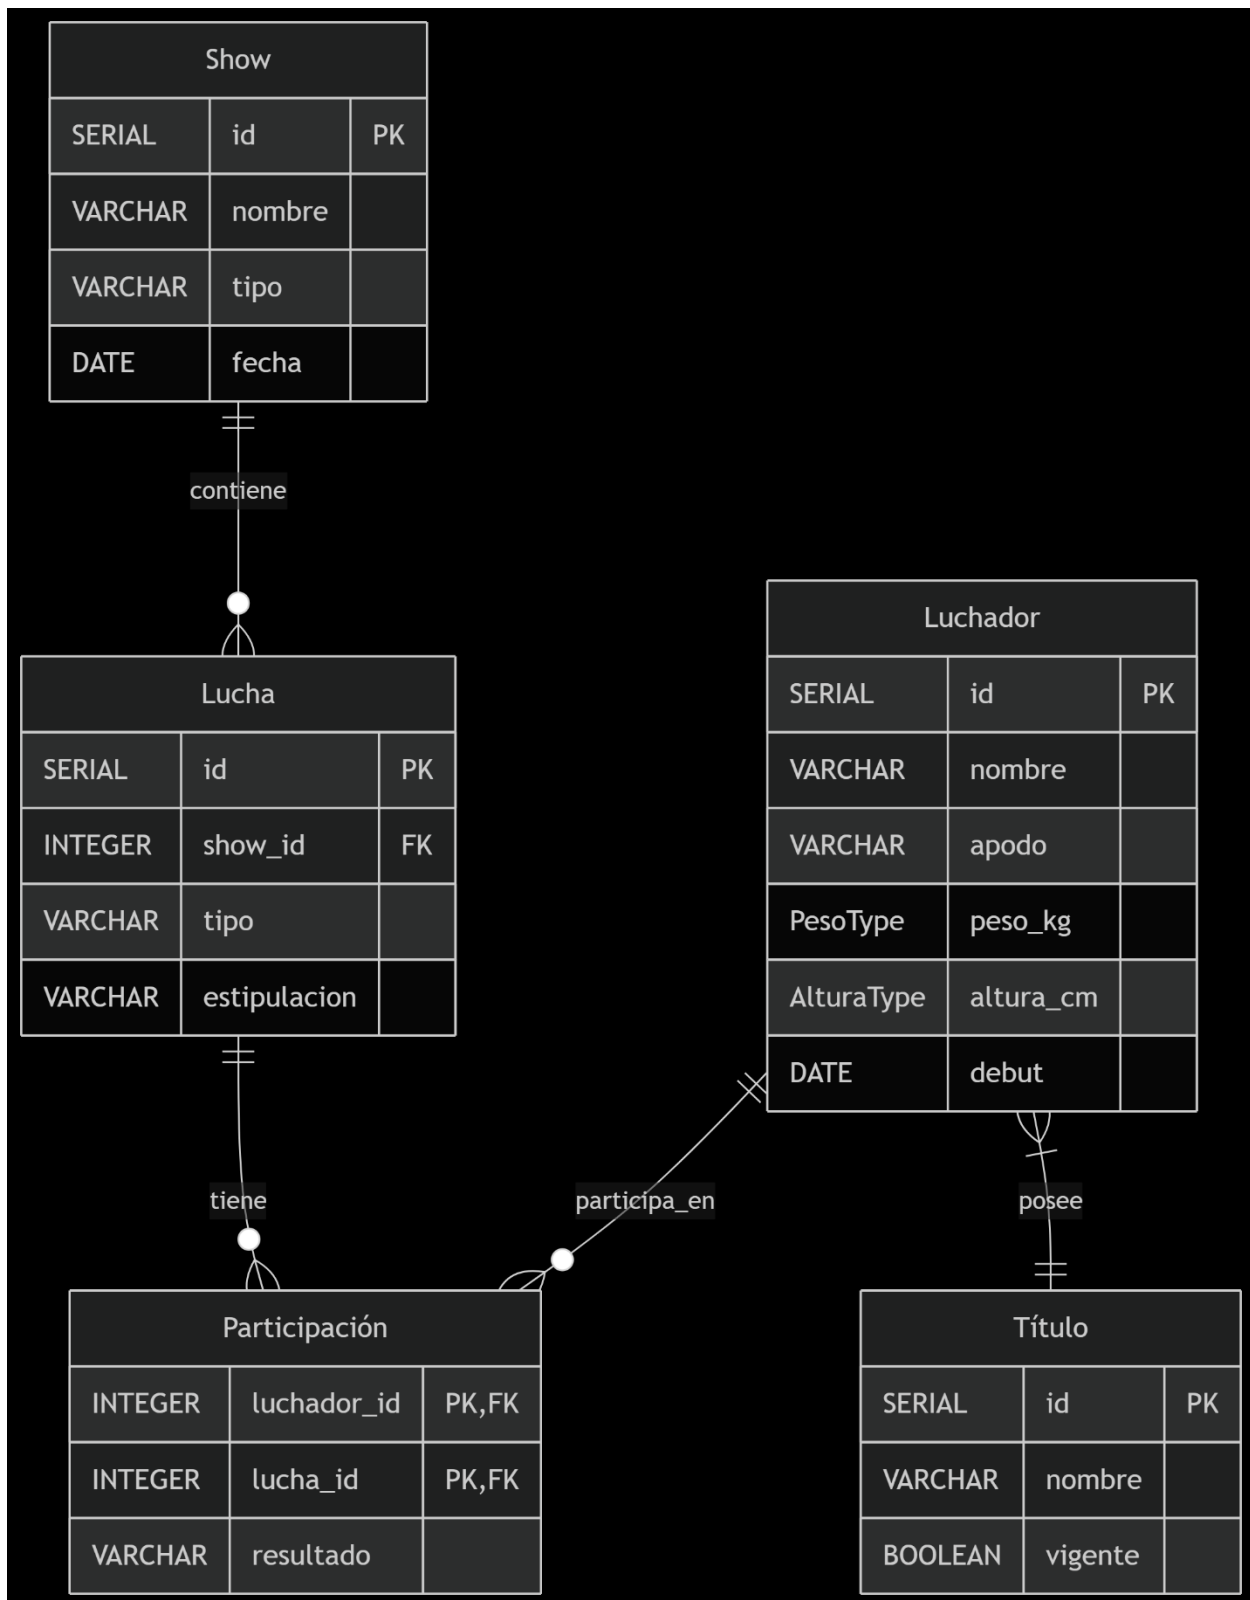 Show
SERIAL id PK
VARCHAR nombre
VARCHAR tipo
DATE fecha
contiene
Lucha
SERIAL id PK
INTEGER show_id FK
VARCHAR tipo
VARCHAR estipulacion
Luchador
SERIAL id PK
VARCHAR nombre
VARCHAR apodo
PesoType peso_kg
AlturaType altura_cm
DATE debut
tiene
participa_en
posee
Participación
INTEGER luchador_id PK,FK
INTEGER lucha_id PK,FK
VARCHAR resultado
Título
SERIAL id PK
VARCHAR nombre
BOOLEAN vigente